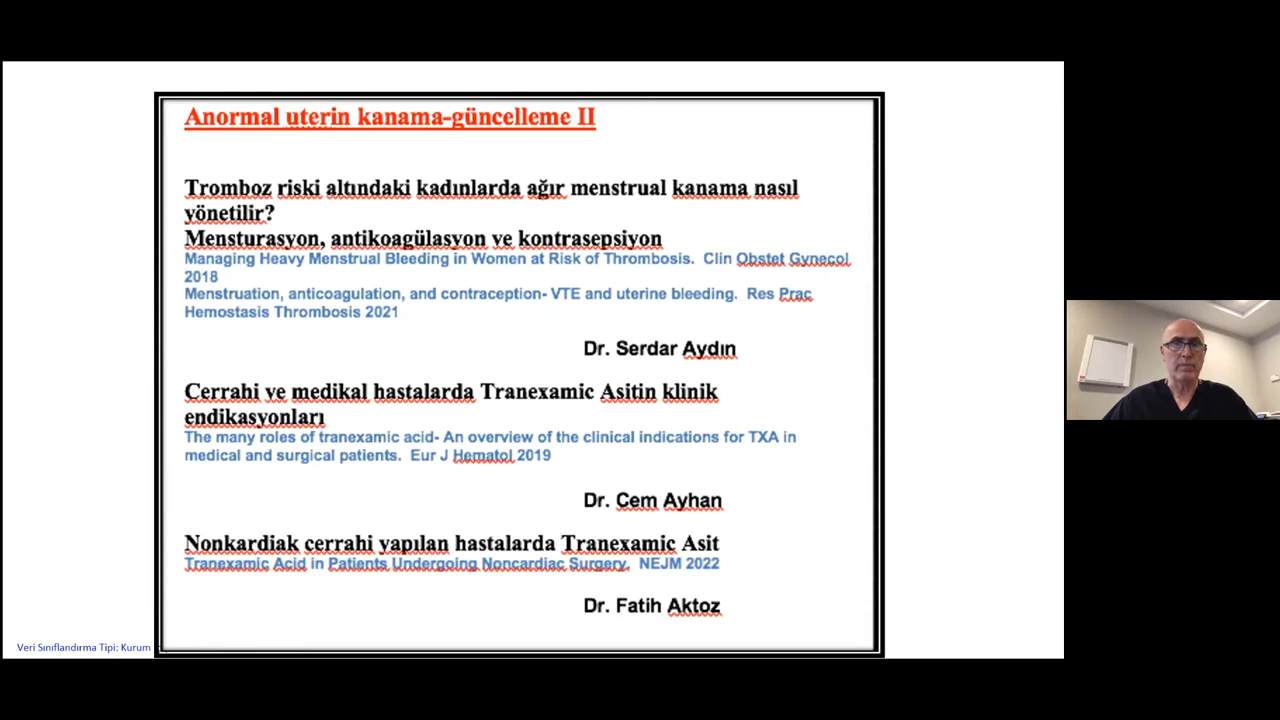 Anormal uterin kanama-güncelleme II
Tromboz riski altındaki kadınlarda ağır menstrual kanama nasıl
yönetilir?
Mensturasyon, antikoagülasyon ve kontrasepsiyon
Managing Heavy Menstrual Bleeding in Women at Risk of Thrombosis. Clin Obstet Gynecol
2018
Menstruation, anticoagulation, and contraception- VTE and uterine bleeding. Res Prac
Hemostasis Thrombosis 2021
Dr. Serdar Aydın
Cerrahi ve medikal hastalarda Tranexamic Asitin klinik
endikasyonları
The many roles of tranexamic acid- An overview of the clinical indications for TXA in
medical and surgical patients. Eur J Hematol 2019
Dr. Cem Ayhan
Nonkardiak cerrahi yapılan hastalarda Tranexamic Asit
Tranexamic Acid in Patients Undergoing Noncardiac Surgery. NEJM 2022
Dr. Fatih Aktoz
Veri Sınıflandırma Tipi: Kurum